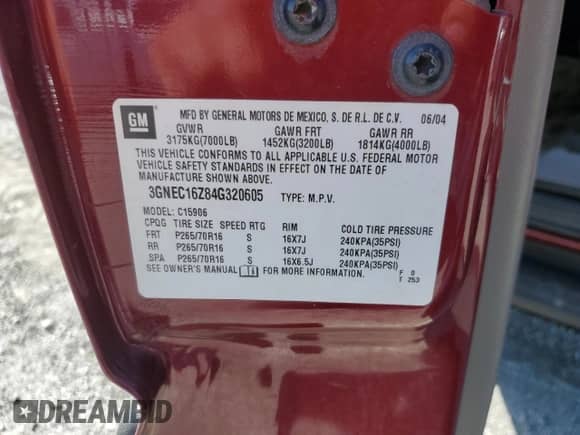 GM
MFD BY GENERAL MOTORS DE MEXICO, S. DE R.L. DE C.V. 06/04
GVWR GAWR FRT GAWR RR
3175KG(7000LB) 1452KG(3200LB) 1814KG(4000LB)
THIS VEHICLE CONFORMS TO ALL APPLICABLE U.S. FEDERAL MOTOR
VEHICLE SAFETY STANDARDS IN EFFECT ON THE DATE OF
MANUFACTURE SHOWN ABOVE.
3GNEC16Z84G320605 TYPE: M.P.V.
MODEL: C15906
CPQG TIRE SIZE SPEED RTG RIM COLD TIRE PRESSURE
FRT P265/70R16 S 16X7J 240KPA(35PSI)
RR P265/70R16 S 16X7J 240KPA(35PSI)
SPA P265/70R16 S 16X6.5J 240KPA(35PSI)
SEE OWNER'S MANUAL FOR MORE INFORMATION. F 0
T 253
DREAMBID